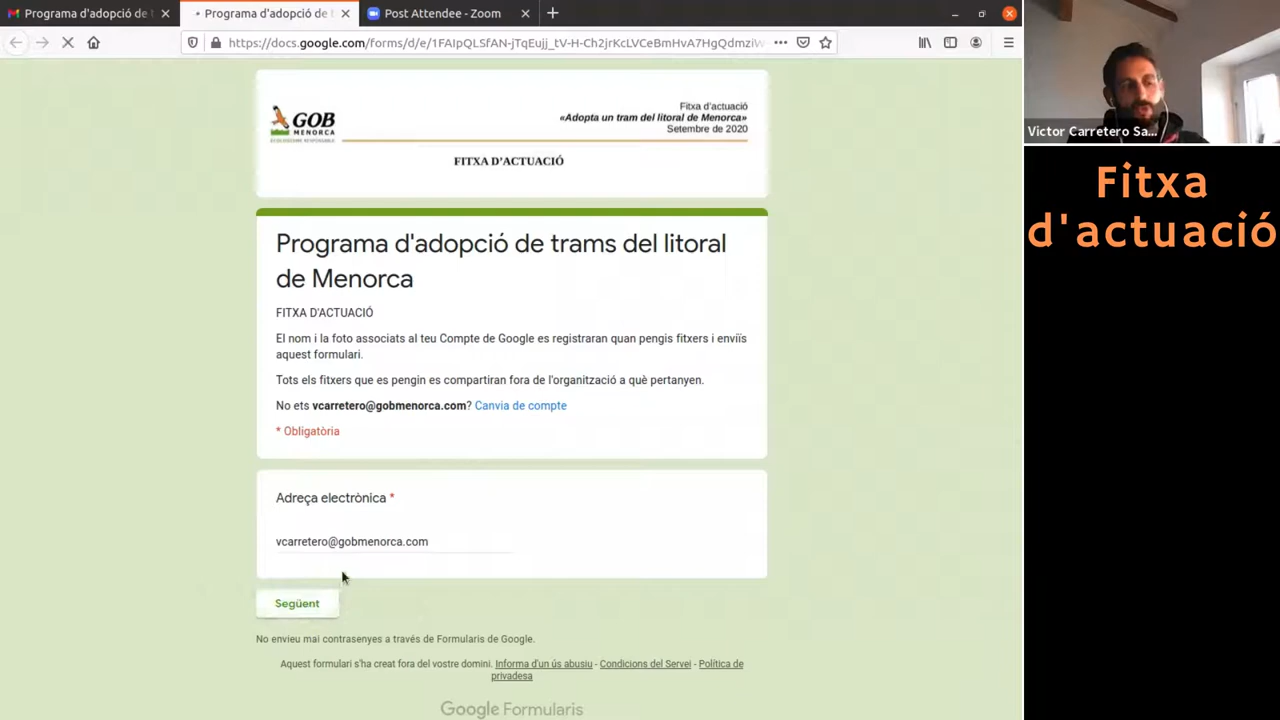 Programa d'adopció de t
Programa d'adopció de t
Post Attendee - Zoom
https://docs.google.com/forms/d/e/1FAIpQLSfAN-jTqEujj_tV-H-Ch2jrKcLVCeBmHvA7HgQdmziW
GOB
MENORCA
ECOLOGISME RESPONSABLE
Fitxa d'actuació
«Adopta un tram del litoral de Menorca»
Setembre de 2020
FITXA D'ACTUACIÓ
Programa d'adopció de trams del litoral
de Menorca
FITXA D'ACTUACIÓ
El nom i la foto associats al teu Compte de Google es registraran quan pengis fitxers i enviïs
aquest formulari.
Tots els fitxers que es pengin es compartiran fora de l'organització a què pertanyen.
No ets vcarretero@gobmenorca.com? Canvia de compte
* Obligatòria
Adreça electrònica *
vcarretero@gobmenorca.com
Següent
No envieu mai contrasenyes a través de Formularis de Google.
Aquest formulari s'ha creat fora del vostre domini. Informa d'un ús abusiu - Condicions del Servei - Política de
privadesa
Google Formularis
Victor Carretero Sa...
Fitxa
d'actuació